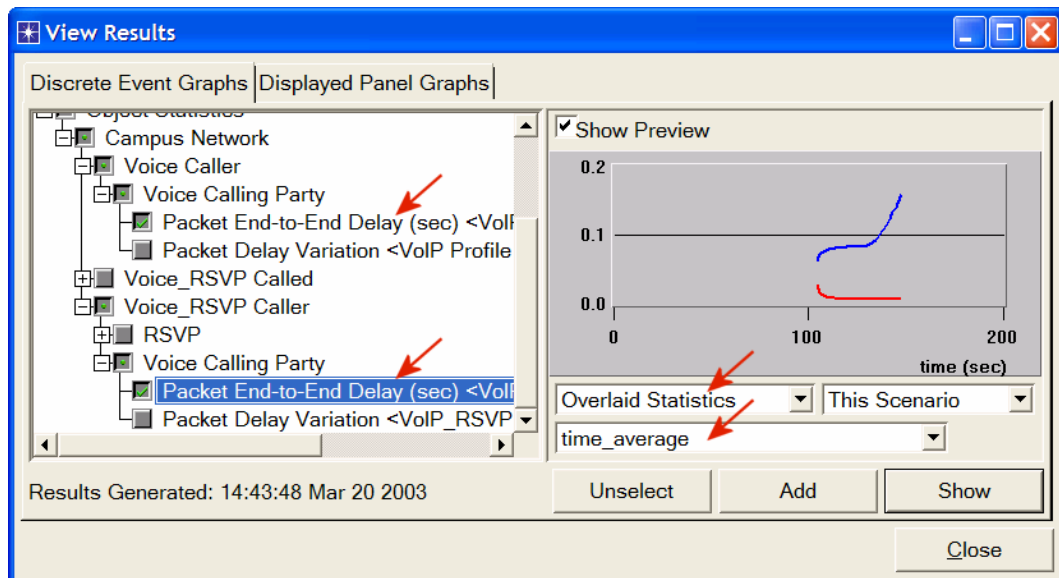 View Results
Discrete Event Graphs
Displayed Panel Graphs
Object Statistics
Campus Network
Voice Caller
Voice Calling Party
Packet End-to-End Delay (sec) <VoIP
Packet Delay Variation <VoIP Profile
Voice_RSVP Called
Voice_RSVP Caller
RSVP
Voice Calling Party
Packet End-to-End Delay (sec) <VoIP
Packet Delay Variation <VoIP_RSVP
Results Generated: 14:43:48 Mar 20 2003
Show Preview
0.2
0.1
0.0
0
100
200
time (sec)
Overlaid Statistics
This Scenario
time_average
Unselect
Add
Show
Close